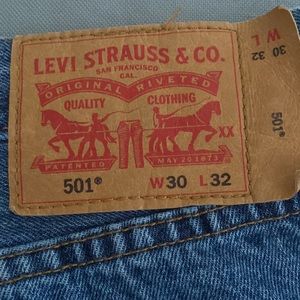 LEVI STRAUSS & CO.
SAN FRANCISCO
CAL.
ORIGINAL RIVETED
QUALITY CLOTHING
XX
PATENTED MAY 20 1873
501® W30 L32
W L
30 32
501®